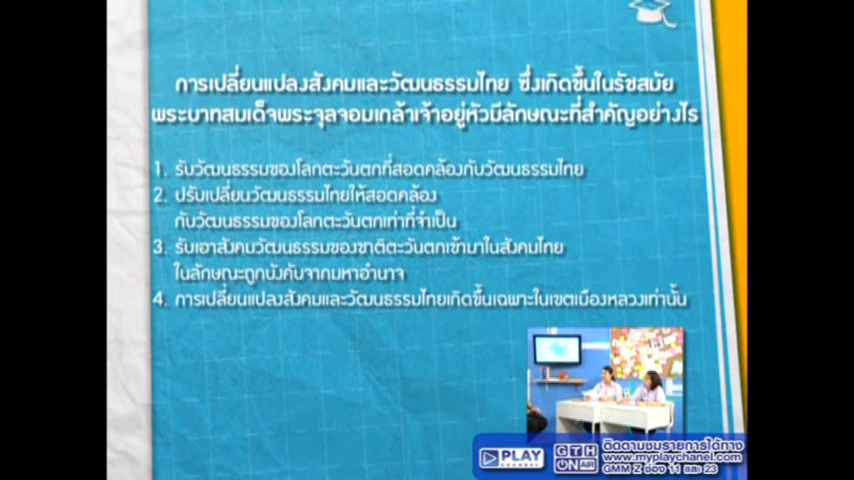 การเปลี่ยนแปลงสังคมและวัฒนธรรมไทย ซึ่งเกิดขึ้นในรัชสมัย
พระบาทสมเด็จพระจุลจอมเกล้าเจ้าอยู่หัวมีลักษณะที่สำคัญอย่างไร
1. รับวัฒนธรรมของโลกตะวันตกที่สอดคล้องกับวัฒนธรรมไทย
2. ปรับเปลี่ยนวัฒนธรรมไทยให้สอดคล้อง
กับวัฒนธรรมของโลกตะวันตกเท่าที่จำเป็น
3. รับเอาสังคมวัฒนธรรมของชาติตะวันตกเข้ามาในสังคมไทย
ในลักษณะถูกบังคับจากมหาอำนาจ
4. การเปลี่ยนแปลงสังคมและวัฒนธรรมไทยเกิดขึ้นเฉพาะในเขตเมืองหลวงเท่านั้น
PLAY
CHANNEL
GTH
ON AIR
ติดตามชมรายการได้ทาง
www.myplaychanel.com
GMM Z ช่อง 11 และ 23